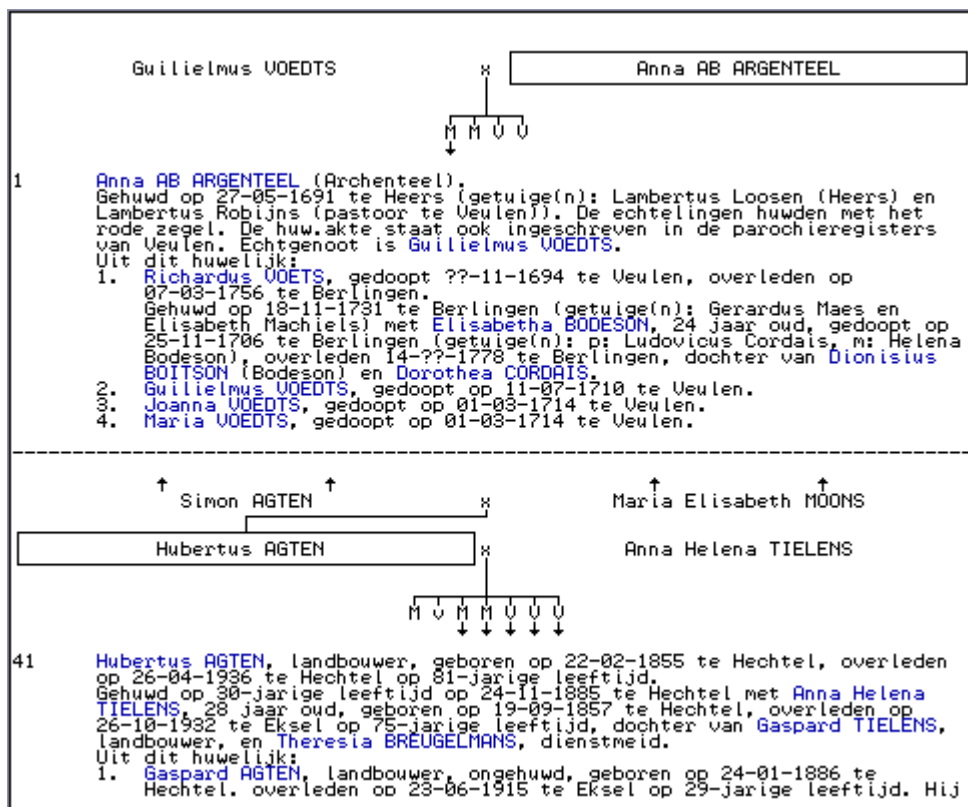 Guilielmus VOEDTS x Anna AB ARGENTEEL
M M V V
1 Anna AB ARGENTEEL (Archenteel).
Gehuwd op 27-05-1691 te Heers (getuige(n): Lambertus Loosen (Heers) en
Lambertus Robijns (pastoor te Veulen)). De echtelingen huwden met het
rode zegel. De huw.akte staat ook ingeschreven in de parochieregisters
van Veulen. Echtgenoot is Guilielmus VOEDTS.
Uit dit huwelijk:
1. Richardus VOETS, gedoopt ??-11-1694 te Veulen, overleden op
07-03-1756 te Berlingen.
Gehuwd op 18-11-1731 te Berlingen (getuige(n): Gerardus Maes en
Elisabeth Machiels) met Elisabetha BODESON, 24 jaar oud, gedoopt op
25-11-1706 te Berlingen (getuige(n): p: Ludovicus Cordais, m: Helena
Bodeson), overleden 14-??-1778 te Berlingen, dochter van Dionisius
BOITSON (Bodeson) en Dorothea CORDAIS.
2. Guilielmus VOEDTS, gedoopt op 11-07-1710 te Veulen.
3. Joanna VOEDTS, gedoopt op 01-03-1714 te Veulen.
4. Maria VOEDTS, gedoopt op 01-03-1714 te Veulen.
Simon AGTEN x Maria Elisabeth MOONS
Hubertus AGTEN x Anna Helena TIELENS
M v M M V V V
41 Hubertus AGTEN, landbouwer, geboren op 22-02-1855 te Hechtel, overleden
op 26-04-1936 te Hechtel op 81-jarige leeftijd.
Gehuwd op 30-jarige leeftijd op 24-11-1885 te Hechtel met Anna Helena
TIELENS, 28 jaar oud, geboren op 19-09-1857 te Hechtel, overleden op
26-10-1932 te Eksel op 75-jarige leeftijd, dochter van Gaspard TIELENS,
landbouwer, en Theresia BREUGELMANS, dienstmeid.
Uit dit huwelijk:
1. Gaspard AGTEN, landbouwer, ongehuwd, geboren op 24-01-1886 te
Hechtel, overleden op 23-06-1915 te Eksel op 29-jarige leeftijd. Hij